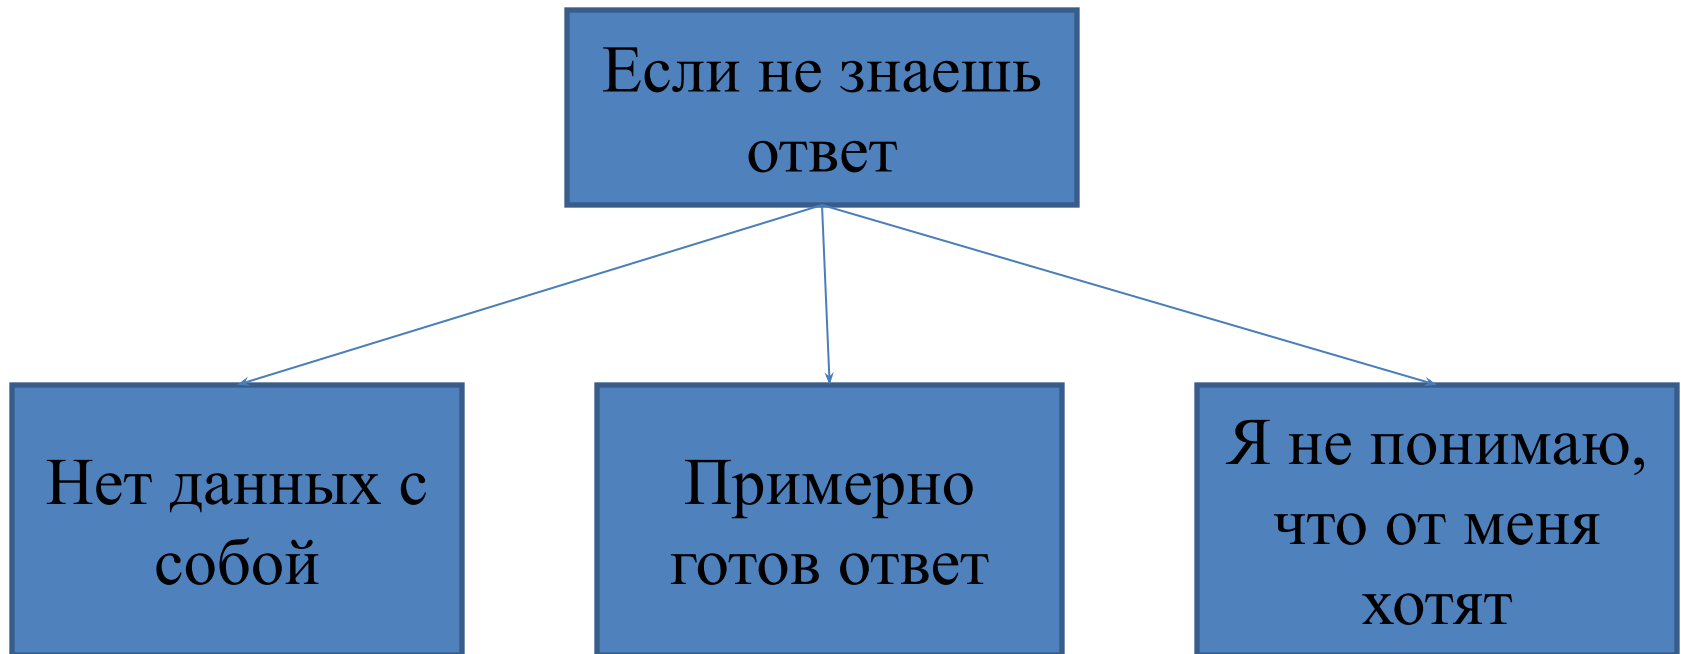 Если не знаешь
ответ
Нет данных с
собой
Примерно
готов ответ
Я не понимаю,
что от меня
хотят